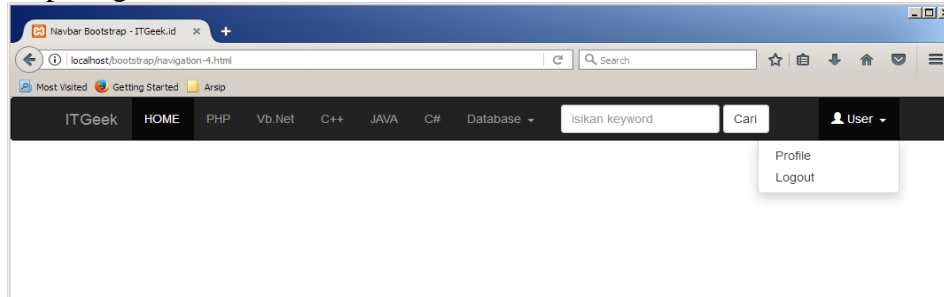 Navbar Bootstrap - ITGeek.id
localhost/bootstrap/navigation-4.html
Search
Most Visited Getting Started Arsip
ITGeek HOME PHP Vb.Net C++ JAVA C# Database isikan keyword Cari User
Profile
Logout